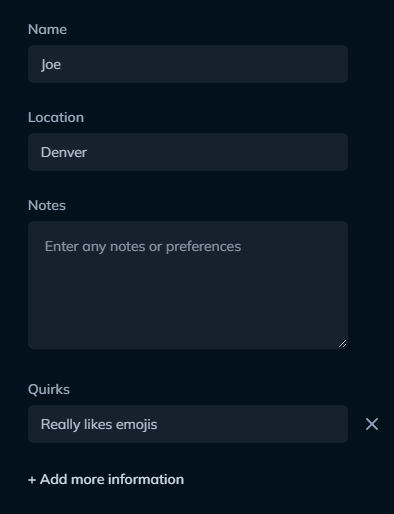 Name
Joe
Location
Denver
Notes
Enter any notes or preferences
Quirks
Really likes emojis
+ Add more information